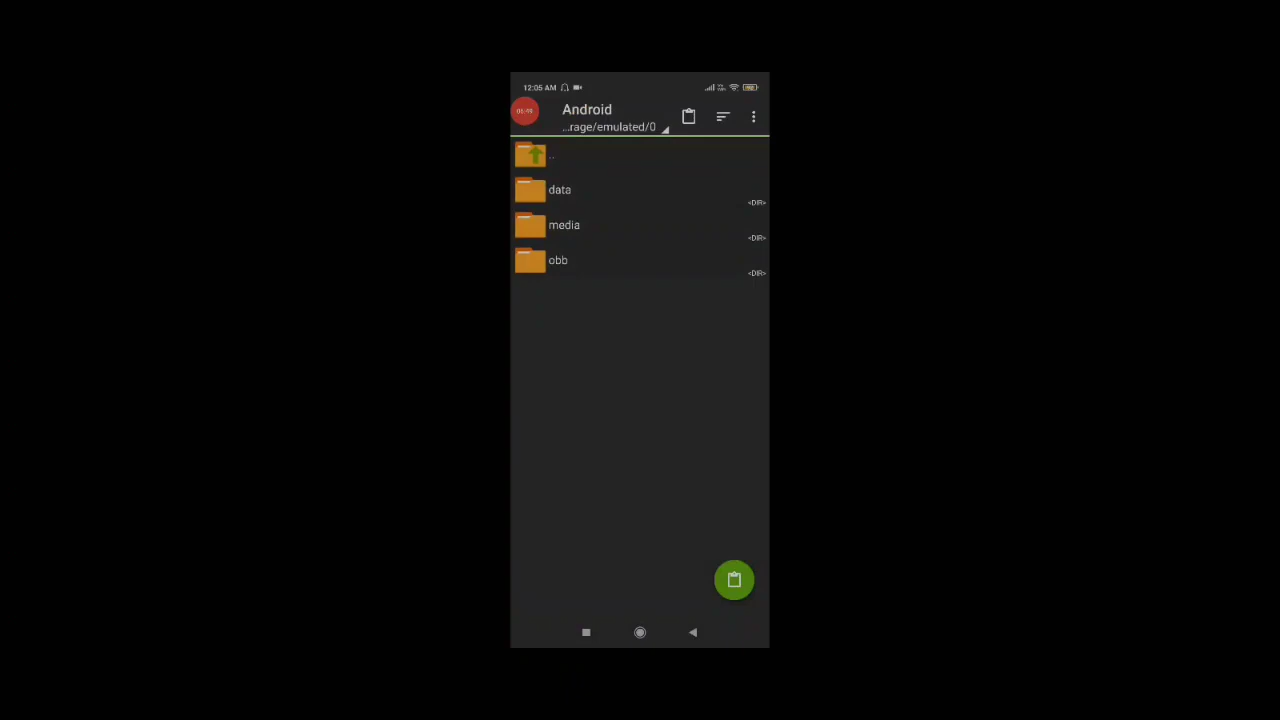 12:05 AM
Android
...rage/emulated/0
..
data
<DIR>
media
<DIR>
obb
<DIR>